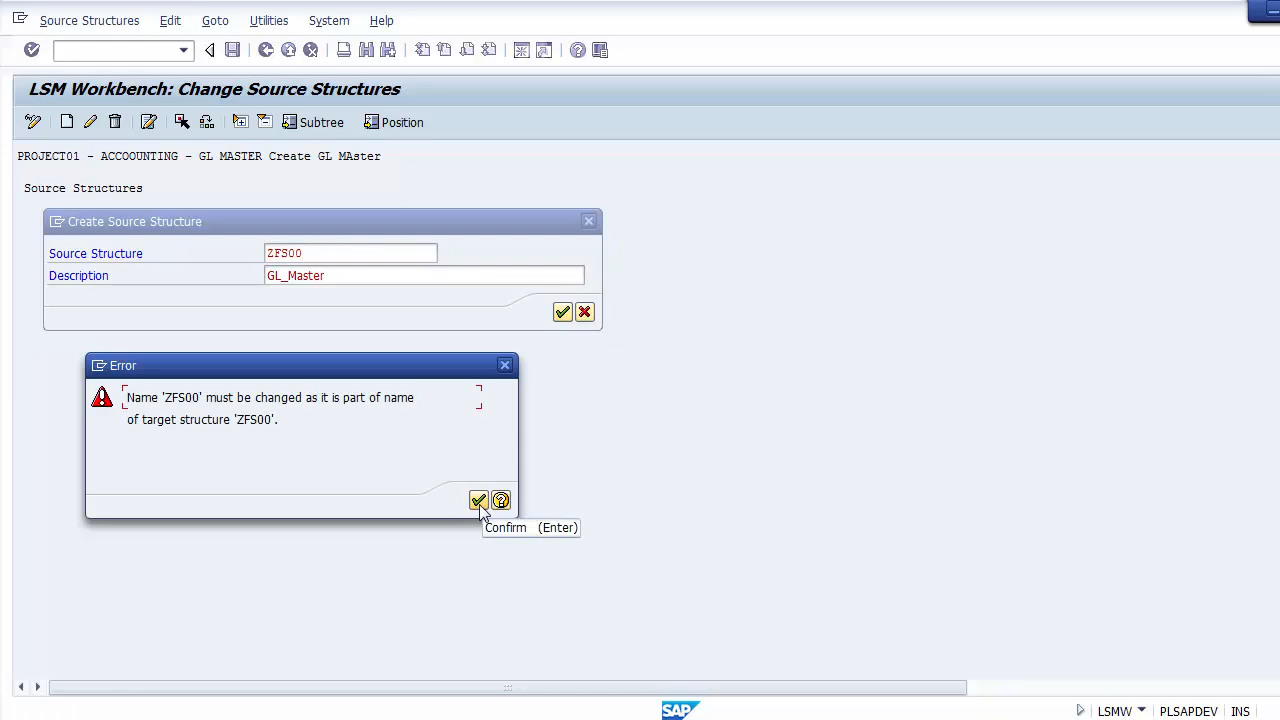 Source Structures Edit Goto Utilities System Help
LSM Workbench: Change Source Structures
Subtree Position
PROJECT01 - ACCOOUNTING - GL MASTER Create GL MAster
Source Structures
Create Source Structure
Source Structure ZFS00
Description GL_Master
Error
Name 'ZFS00' must be changed as it is part of name
of target structure 'ZFS00'.
Confirm (Enter)
SAP LSMW PLSAPDEV INS